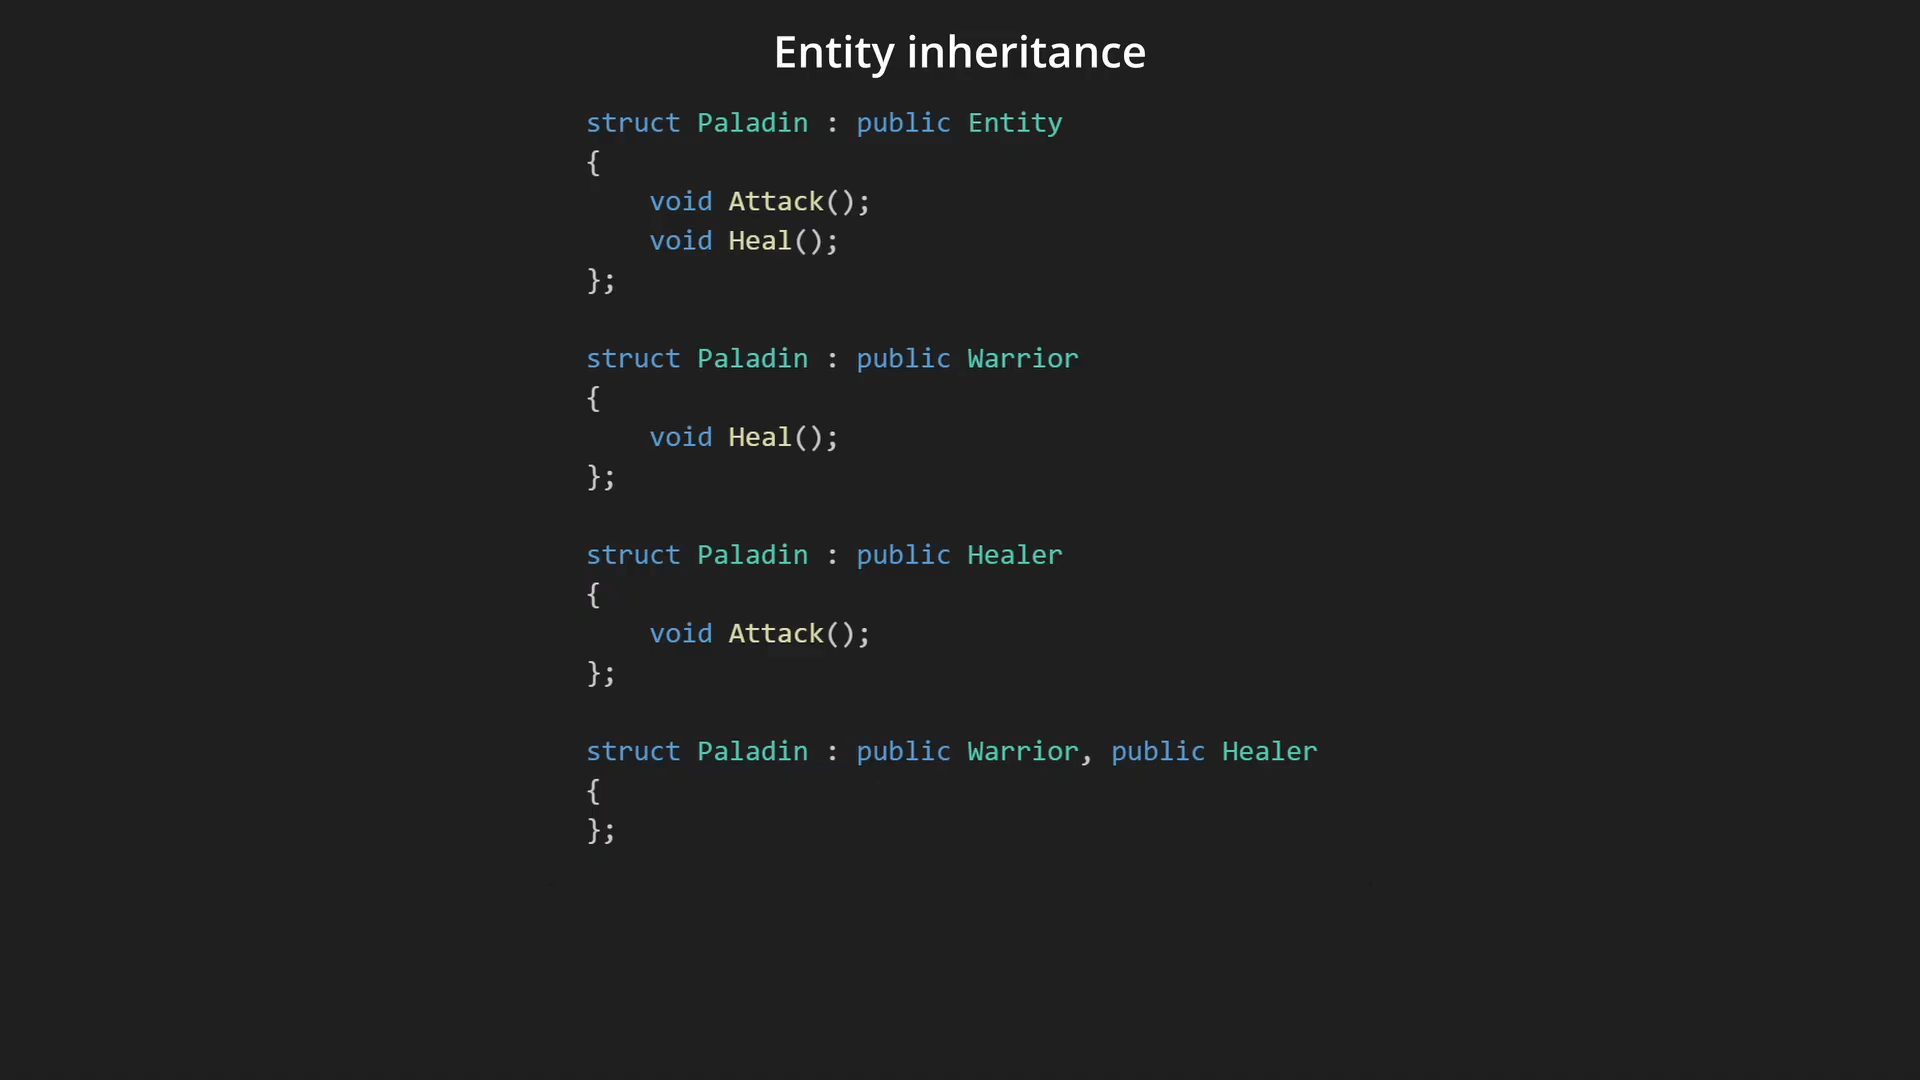 Entity inheritance
struct Paladin : public Entity
{
    void Attack();
    void Heal();
};
struct Paladin : public Warrior
{
    void Heal();
};
struct Paladin : public Healer
{
    void Attack();
};
struct Paladin : public Warrior, public Healer
{
};